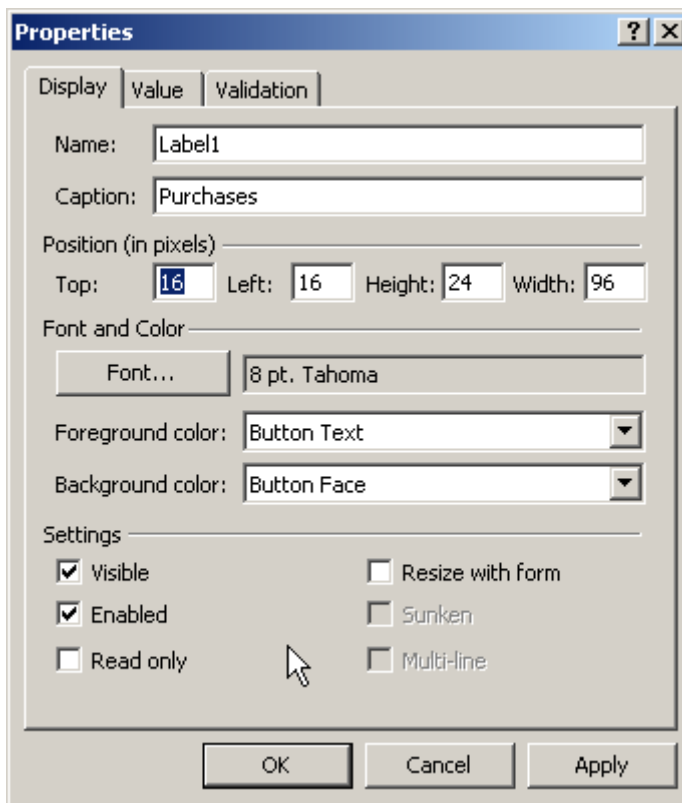 Properties
Display Value Validation
Name: Label1
Caption: Purchases
Position (in pixels)
Top: 16 Left: 16 Height: 24 Width: 96
Font and Color
Font... 8 pt. Tahoma
Foreground color: Button Text
Background color: Button Face
Settings
Visible Resize with form
Enabled Sunken
Read only Multi-line
OK Cancel Apply